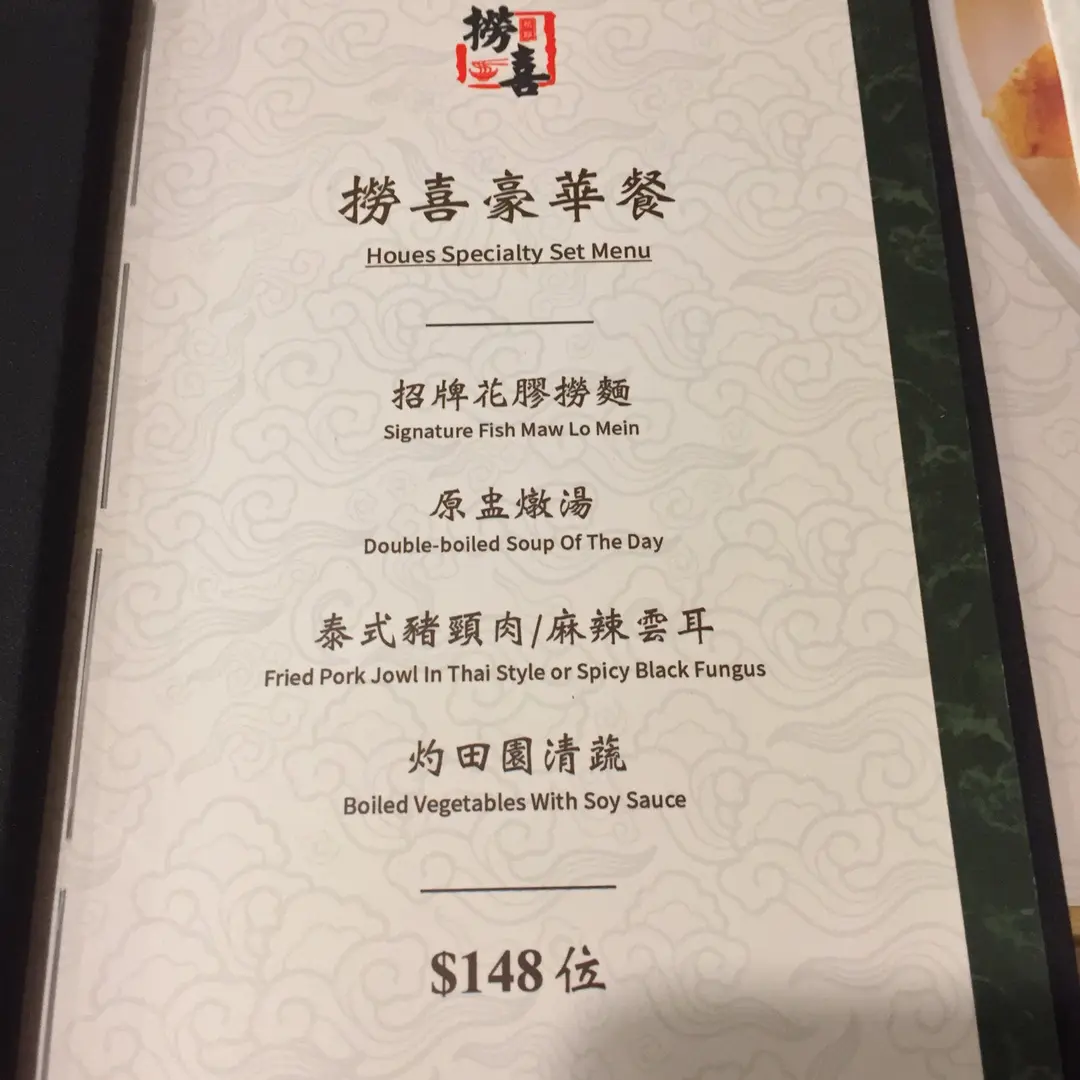 撈喜
撈喜豪華餐
Houes Specialty Set Menu
招牌花膠撈麵
Signature Fish Maw Lo Mein
原盅燉湯
Double-boiled Soup Of The Day
泰式豬頸肉/麻辣雲耳
Fried Pork Jowl In Thai Style or Spicy Black Fungus
灼田園清蔬
Boiled Vegetables With Soy Sauce
$148位